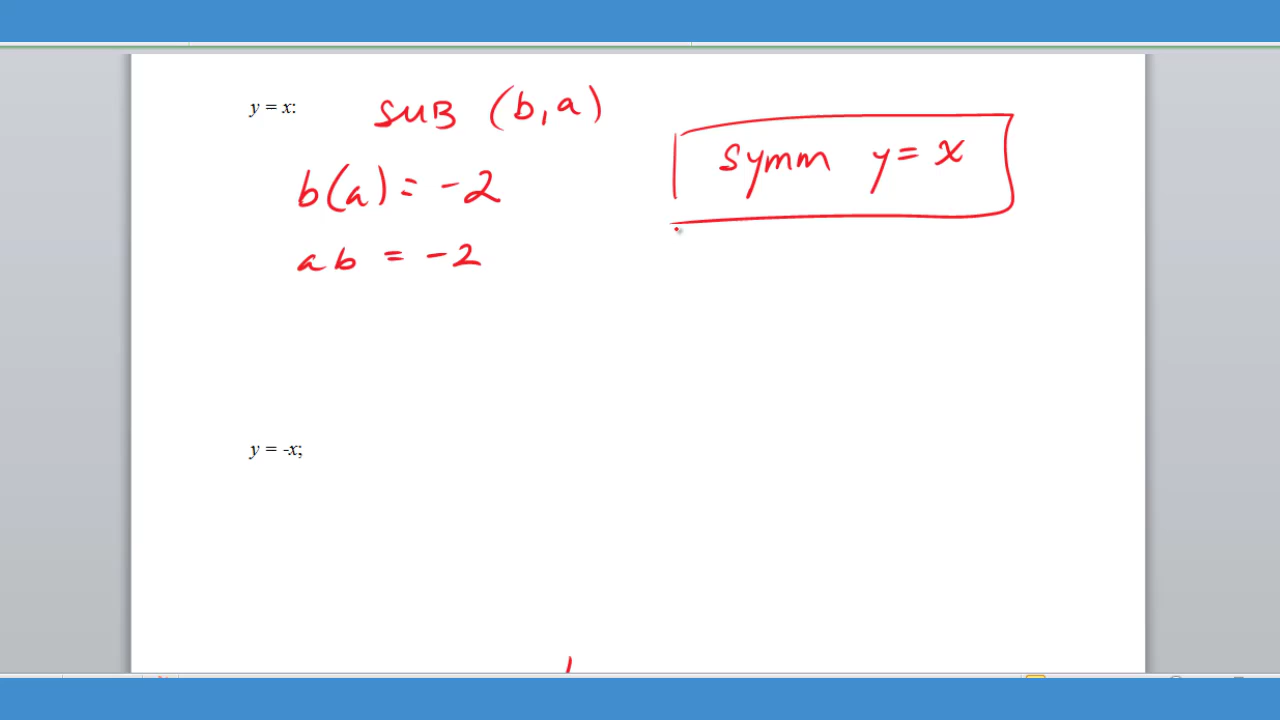 y = x: SUB (b, a)
symm y = x
b(a) = -2
ab = -2
y = -x;